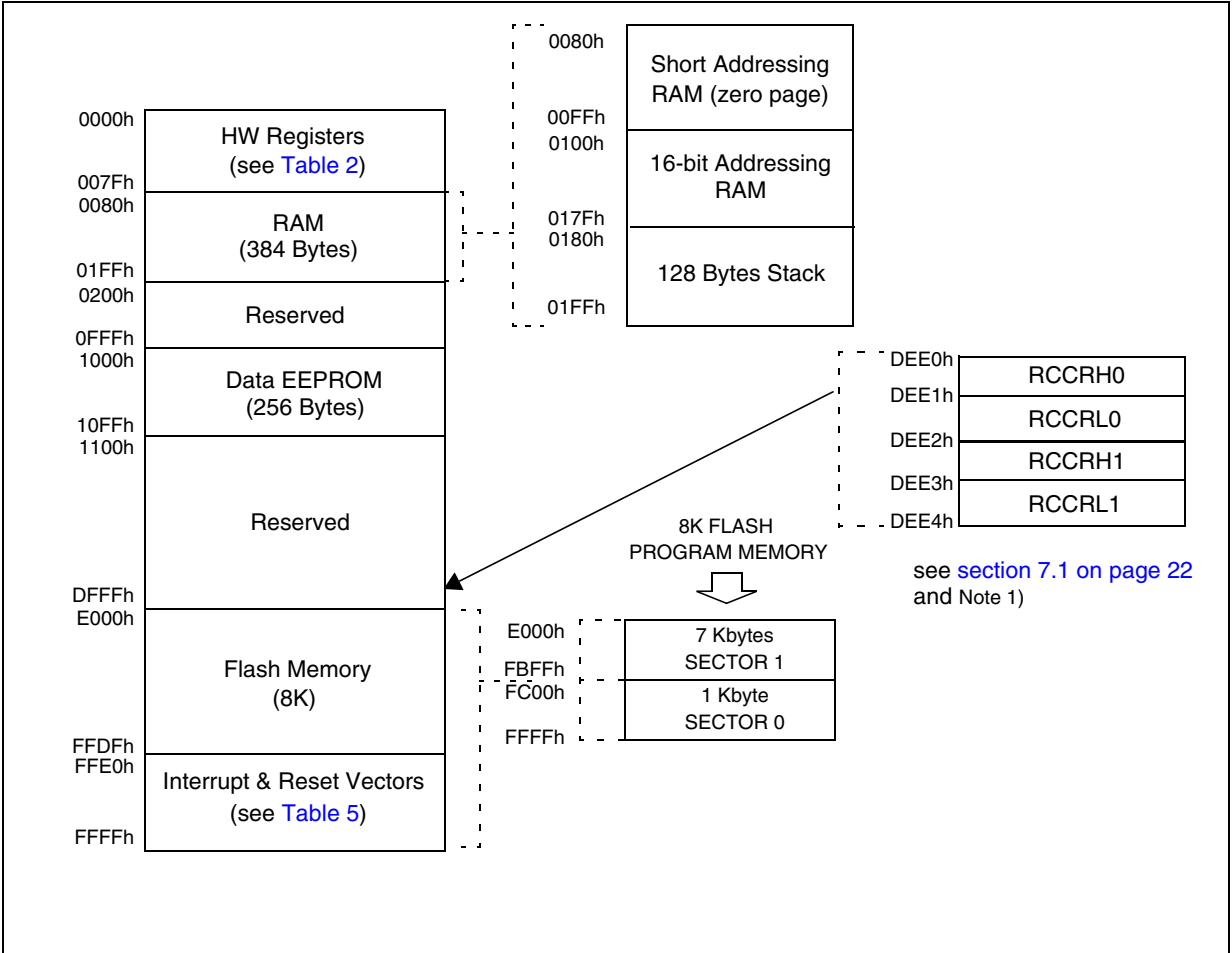 0000h
HW Registers
(see Table 2)
007Fh
0080h
RAM
(384 Bytes)
01FFh
0200h
Reserved
0FFFh
1000h
Data EEPROM
(256 Bytes)
10FFh
1100h
Reserved
DFFFh
E000h
Flash Memory
(8K)
FFDFh
FFE0h
Interrupt & Reset Vectors
(see Table 5)
FFFFh
0080h
Short Addressing
RAM (zero page)
00FFh
0100h
16-bit Addressing
RAM
017Fh
0180h
128 Bytes Stack
01FFh
DEE0h
RCCRH0
DEE1h
RCCRL0
DEE2h
RCCRH1
DEE3h
RCCRL1
DEE4h
see section 7.1 on page 22
and Note 1)
8K FLASH
PROGRAM MEMORY
E000h
7 Kbytes
SECTOR 1
FBFFh
FC00h
1 Kbyte
SECTOR 0
FFFFh